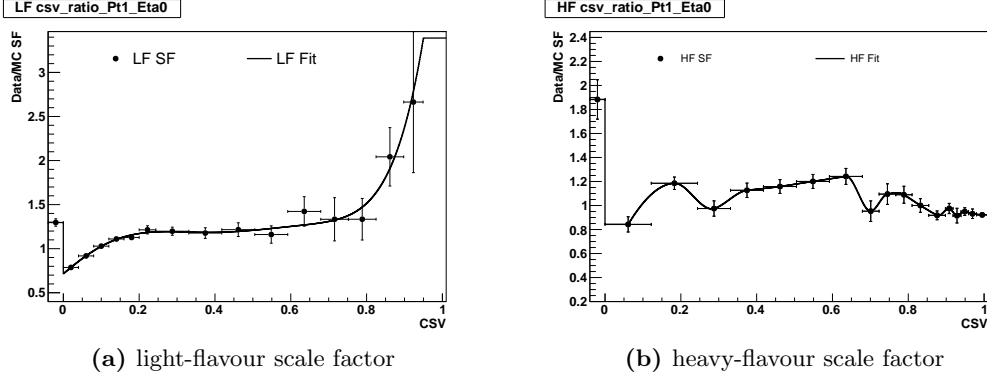 LF csv_ratio_Pt1_Eta0
Data/MC SF
LF SF
LF Fit
3
2.5
2
1.5
1
0.5
0 0.2 0.4 0.6 0.8 1
CSV
(a) light-flavour scale factor
HF csv_ratio_Pt1_Eta0
Data/MC SF
HF SF
HF Fit
2.4
2.2
2
1.8
1.6
1.4
1.2
1
0.8
0.6
0.4
0.2
0 0.2 0.4 0.6 0.8 1
CSV
(b) heavy-flavour scale factor